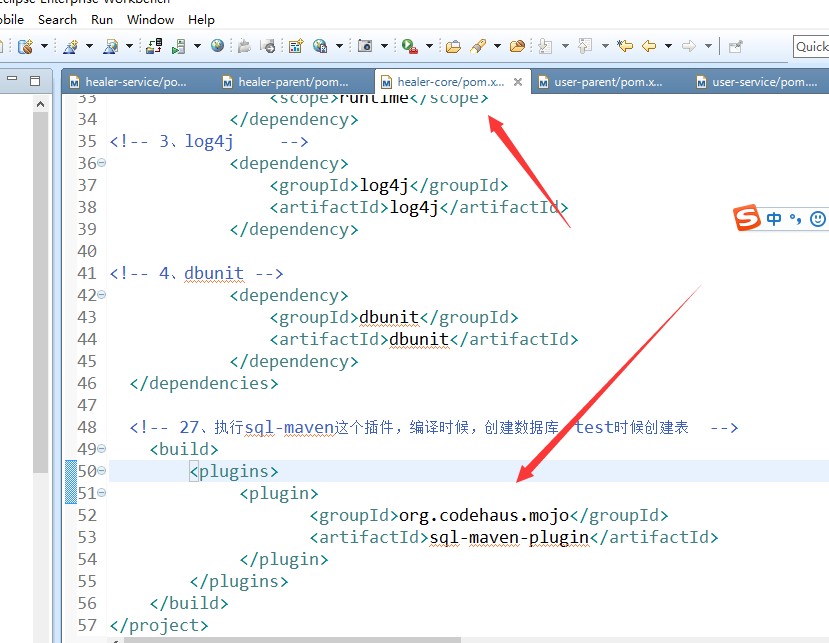 clipse Enterprise Workbench
obile Search Run Window Help
Quick
healer-service/po... healer-parent/pom... healer-core/pom.x... user-parent/pom.x... user-service/pom....
33 <scope>runtime</scope>
34 </dependency>
35 <!-- 3、log4j -->
36 <dependency>
37 <groupId>log4j</groupId>
38 <artifactId>log4j</artifactId>
39 </dependency>
中 °,
40
41 <!-- 4、dbunit -->
42 <dependency>
43 <groupId>dbunit</groupId>
44 <artifactId>dbunit</artifactId>
45 </dependency>
46 </dependencies>
47
48 <!-- 27、执行sql-maven这个插件，编译时候，创建数据库 test时候创建表 -->
49 <build>
50 <plugins>
51 <plugin>
52 <groupId>org.codehaus.mojo</groupId>
53 <artifactId>sql-maven-plugin</artifactId>
54 </plugin>
55 </plugins>
56 </build>
57 </project>